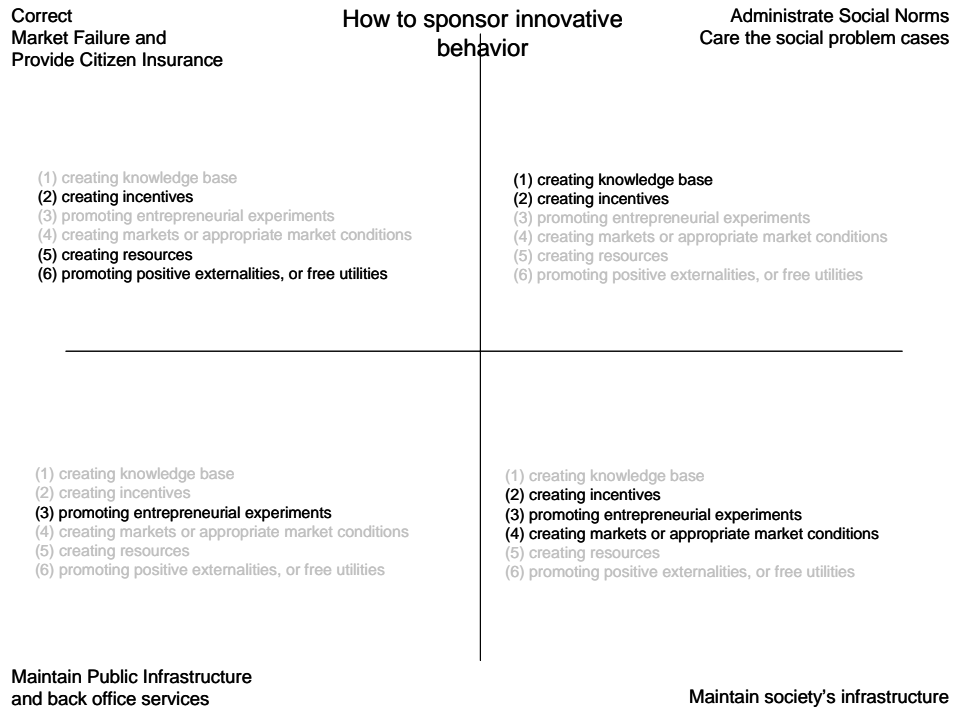 Correct
Market Failure and
Provide Citizen Insurance
How to sponsor innovative
behavior
Administrate Social Norms
Care the social problem cases
(1) creating knowledge base
(2) creating incentives
(3) promoting entrepreneurial experiments
(4) creating markets or appropriate market conditions
(5) creating resources
(6) promoting positive externalities, or free utilities
(1) creating knowledge base
(2) creating incentives
(3) promoting entrepreneurial experiments
(4) creating markets or appropriate market conditions
(5) creating resources
(6) promoting positive externalities, or free utilities
(1) creating knowledge base
(2) creating incentives
(3) promoting entrepreneurial experiments
(4) creating markets or appropriate market conditions
(5) creating resources
(6) promoting positive externalities, or free utilities
(1) creating knowledge base
(2) creating incentives
(3) promoting entrepreneurial experiments
(4) creating markets or appropriate market conditions
(5) creating resources
(6) promoting positive externalities, or free utilities
Maintain Public Infrastructure
and back office services
Maintain society's infrastructure